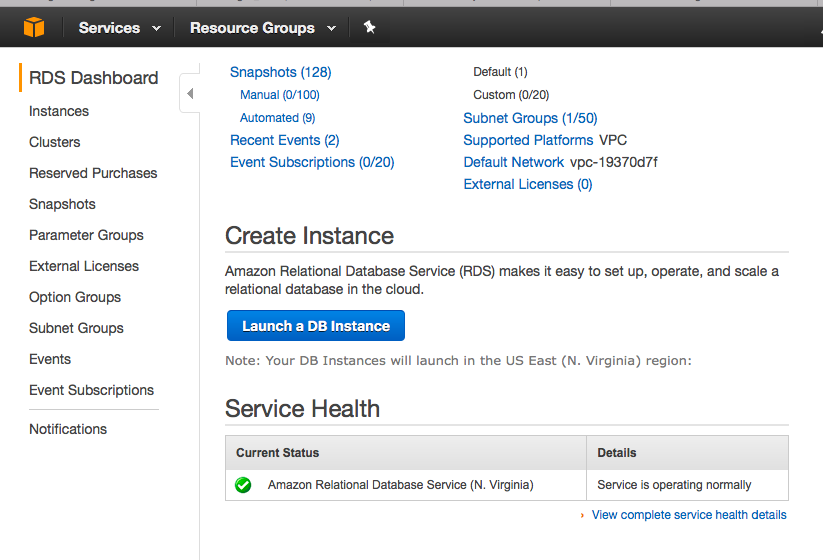 Services
Resource Groups
RDS Dashboard
Instances
Clusters
Reserved Purchases
Snapshots
Parameter Groups
External Licenses
Option Groups
Subnet Groups
Events
Event Subscriptions
Notifications
Snapshots (128)
Manual (0/100)
Automated (9)
Recent Events (2)
Event Subscriptions (0/20)
Default (1)
Custom (0/20)
Subnet Groups (1/50)
Supported Platforms VPC
Default Network vpc-19370d7f
External Licenses (0)
Create Instance
Amazon Relational Database Service (RDS) makes it easy to set up, operate, and scale a
relational database in the cloud.
Launch a DB Instance
Note: Your DB Instances will launch in the US East (N. Virginia) region:
Service Health
Current Status Details
Amazon Relational Database Service (N. Virginia) Service is operating normally
› View complete service health details